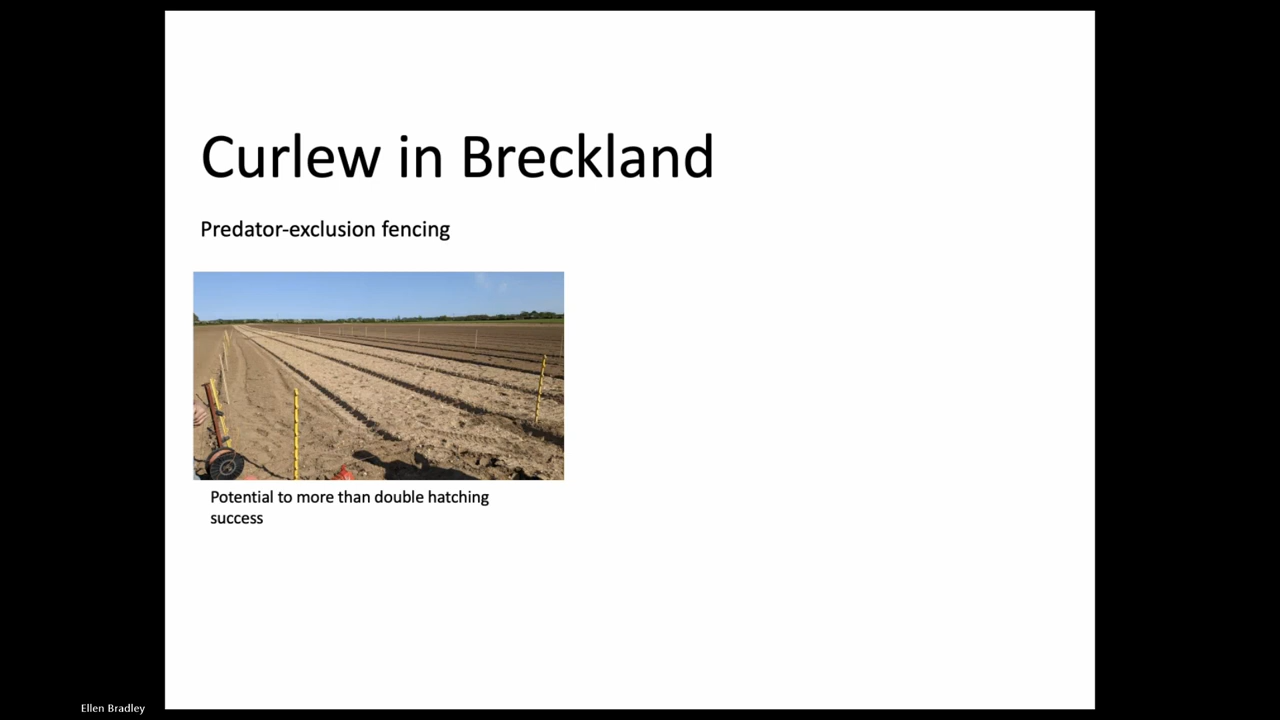 Curlew in Breckland
Predator-exclusion fencing
Potential to more than double hatching
success
Ellen Bradley